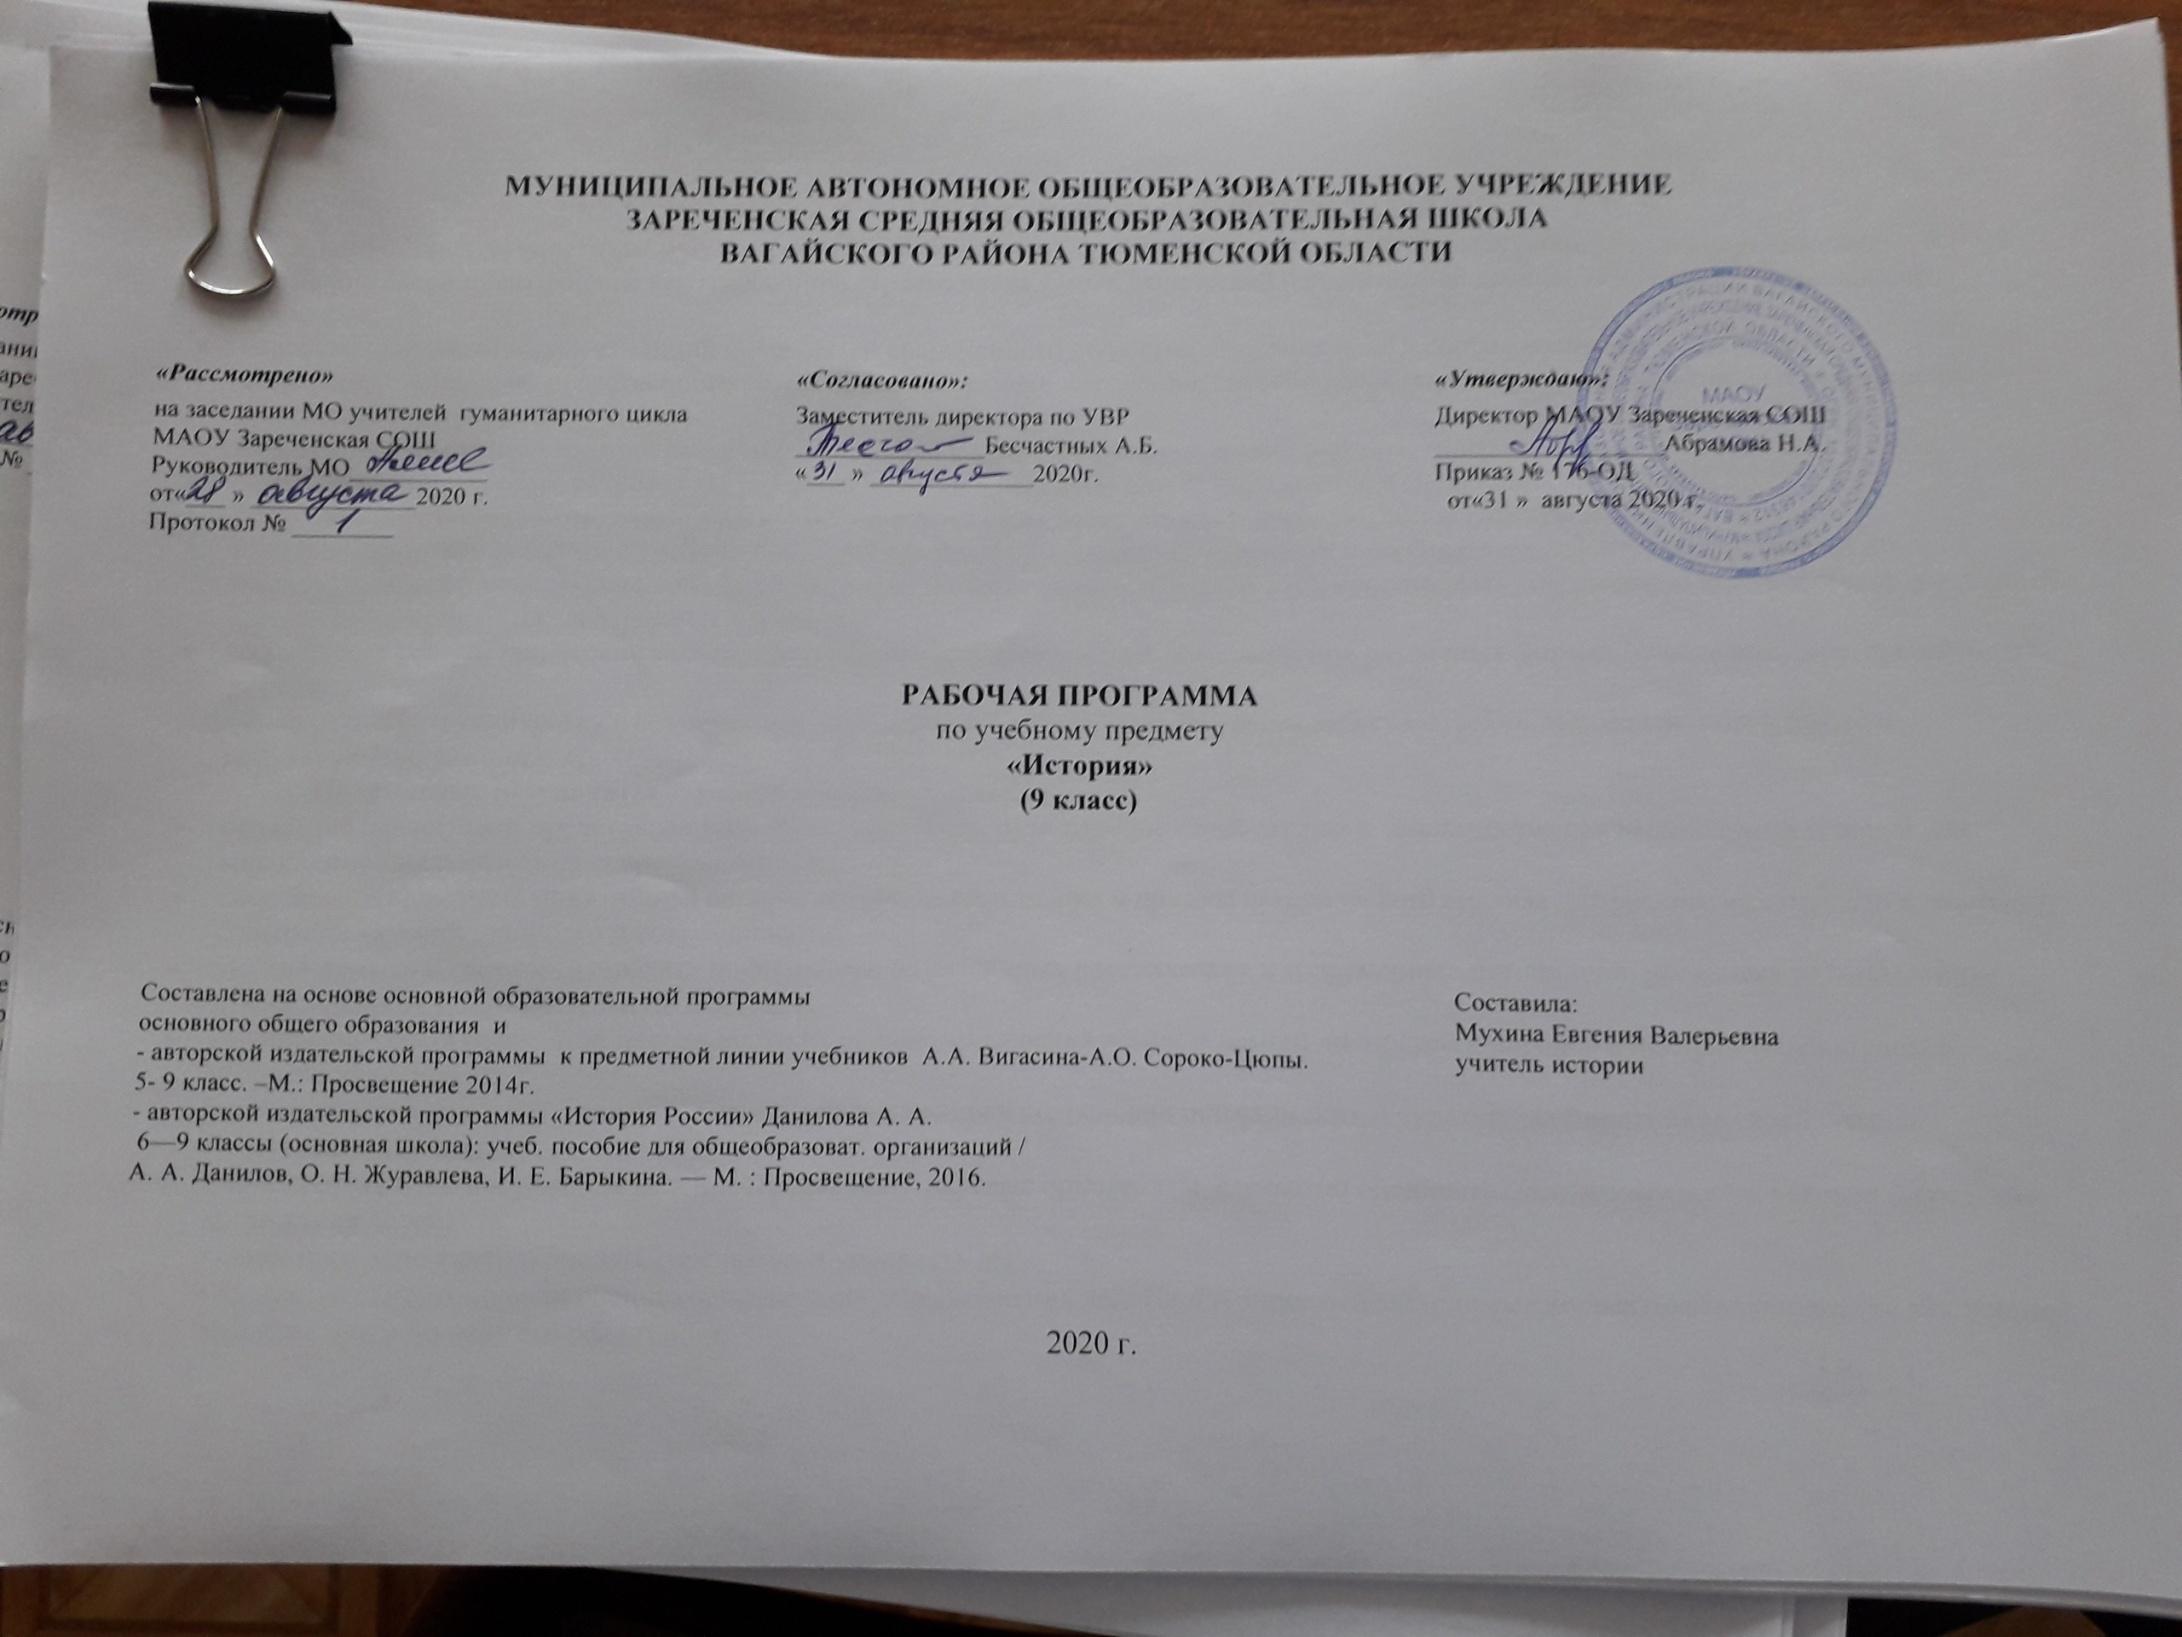 МУНИЦИПАЛЬНОЕ АВТОНОМНОЕ ОБЩЕОБРАЗОВАТЕЛЬНОЕ УЧРЕЖДЕНИЕ
ЗАРЕЧЕНСКАЯ СРЕДНЯЯ ОБЩЕОБРАЗОВАТЕЛЬНАЯ ШКОЛА
ВАГАЙСКОГО РАЙОНА ТЮМЕНСКОЙ ОБЛАСТИ
«Рассмотрено»
на заседании МО учителей гуманитарного цикла
МАОУ Зареченская СОШ
Руководитель МО
от«28 » августа 2020 г.
Протокол № 1
«Согласовано»:
Заместитель директора по УВР
Бесчастных А.Б.
« 31 » августа 2020г.
«Утверждаю»:
Директор МАОУ Зареченская СОШ
Абрамова Н.А.
Приказ № 176-ОД
от«31 » августа 2020 г.
МАОУ
РАБОЧАЯ ПРОГРАММА
по учебному предмету
«История»
(9 класс)
Составлена на основе основной образовательной программы
основного общего образования и
- авторской издательской программы к предметной линии учебников А.А. Вигасина-А.О. Сороко-Цюпы.
5- 9 класс. –М.: Просвещение 2014г.
- авторской издательской программы «История России» Данилова А. А.
6—9 классы (основная школа): учеб. пособие для общеобразоват. организаций /
А. А. Данилов, О. Н. Журавлева, И. Е. Барыкина. — М. : Просвещение, 2016.
Составила:
Мухина Евгения Валерьевна
учитель истории
2020 г.